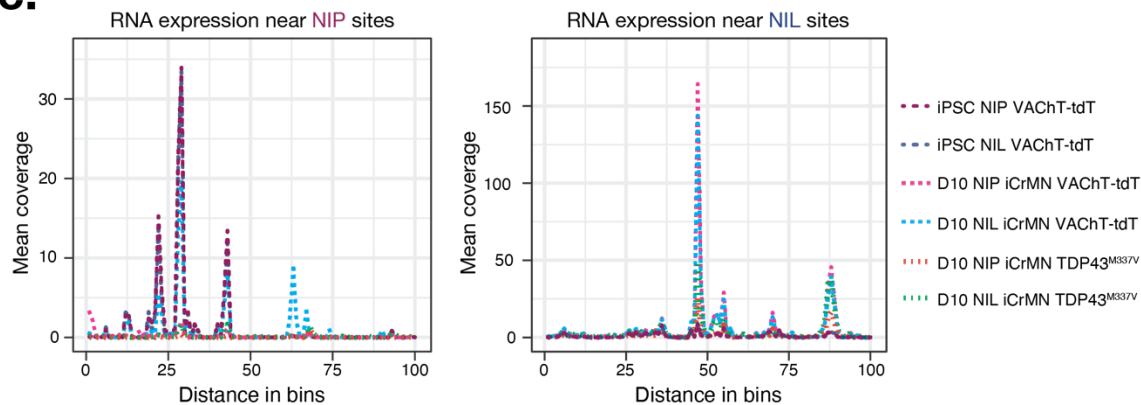 RNA expression near NIP sites
Mean coverage
30
20
10
0
0 25 50 75 100
Distance in bins
RNA expression near NIL sites
Mean coverage
150
100
50
0
0 25 50 75 100
Distance in bins
iPSC NIP VAChT-tdT
iPSC NIL VAChT-tdT
D10 NIP iCrMN VAChT-tdT
D10 NIL iCrMN VAChT-tdT
D10 NIP iCrMN TDP43ᴹ³³⁷ⱽ
D10 NIL iCrMN TDP43ᴹ³³⁷ⱽ